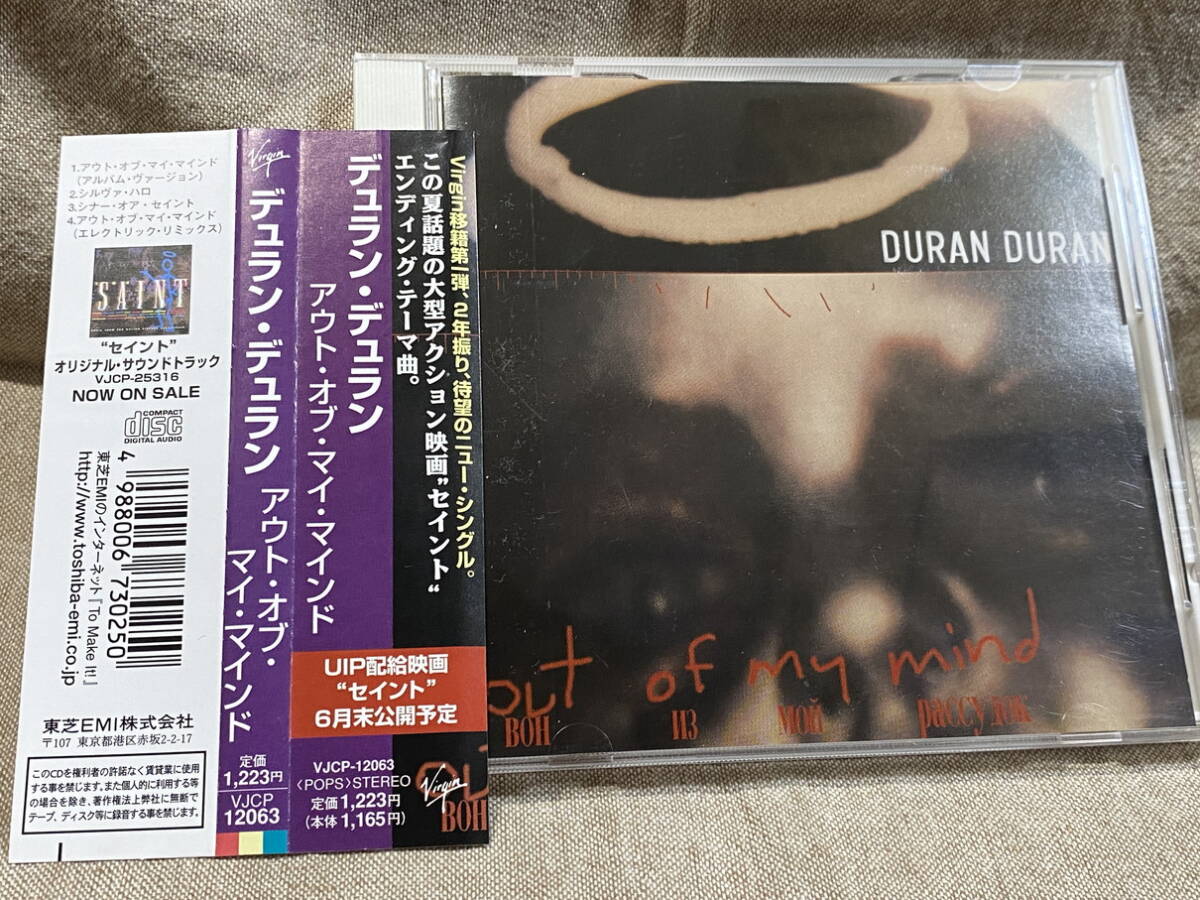 1.アウト・オブ・マイ・マインド
(アルバム・ヴァージョン)
2.シルヴァ・ハロ
3.シナー・オア・セイント
4.アウト・オブ・マイ・マインド
(エレクトリック・リミックス)
SAINT
“セイント”
オリジナル・サウンドトラック
VJCP-25316
NOW ON SALE
COMPACT
disc
DIGITAL AUDIO
4 988006 730250
東芝EMIのインターネット『To Make It!』
http://www.toshiba-emi.co.jp
東芝EMI株式会社
〒107 東京都港区赤坂2-2-17
このCDを権利者の許諾なく賃貸業に使用
する事を禁じます。また個人的に利用する等
の場合を除き、著作権法上弊社に無断で
テープ、ディスク等に録音する事を禁じます。
Virgin
デュラン・デュラン
アウト・オブ・
マイ・マインド
定価
1,223円
VJCP
12063
デュラン・デュラン
アウト・オブ・マイ・マインド
Virgin移籍第一弾、2年振り、待望のニュー・シングル。
この夏話題の大型アクション映画“セイント”
エンディング・テーマ曲。
UIP配給映画
“セイント”
6月末公開予定
VJCP-12063
〈POPS〉STEREO
定価1,223円
(本体1,165円)
Virgin
ВОН
DURAN DURAN
out of my mind
ВОН из мой рассудок